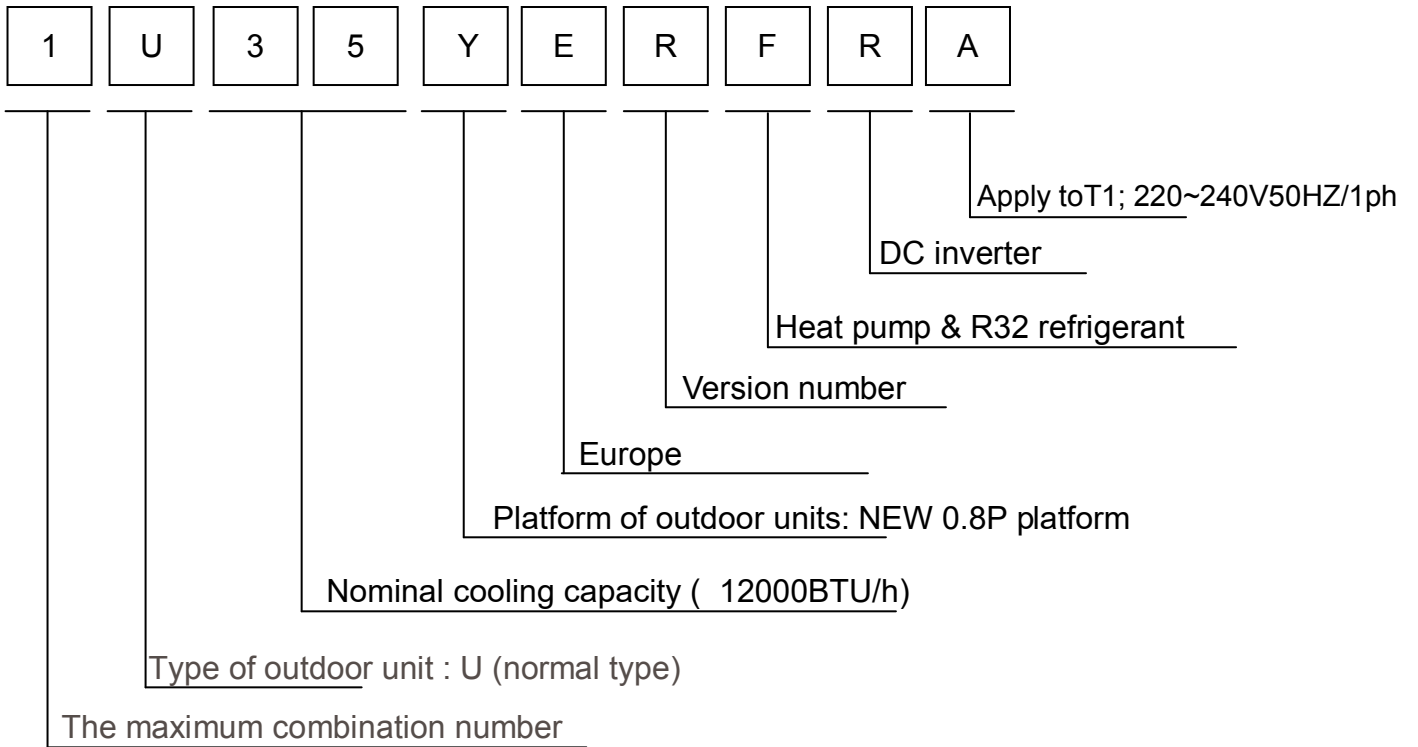 1 U 3 5 Y E R F R A
Apply toT1; 220~240V50HZ/1ph
DC inverter
Heat pump & R32 refrigerant
Version number
Europe
Platform of outdoor units: NEW 0.8P platform
Nominal cooling capacity ( 12000BTU/h)
Type of outdoor unit : U (normal type)
The maximum combination number